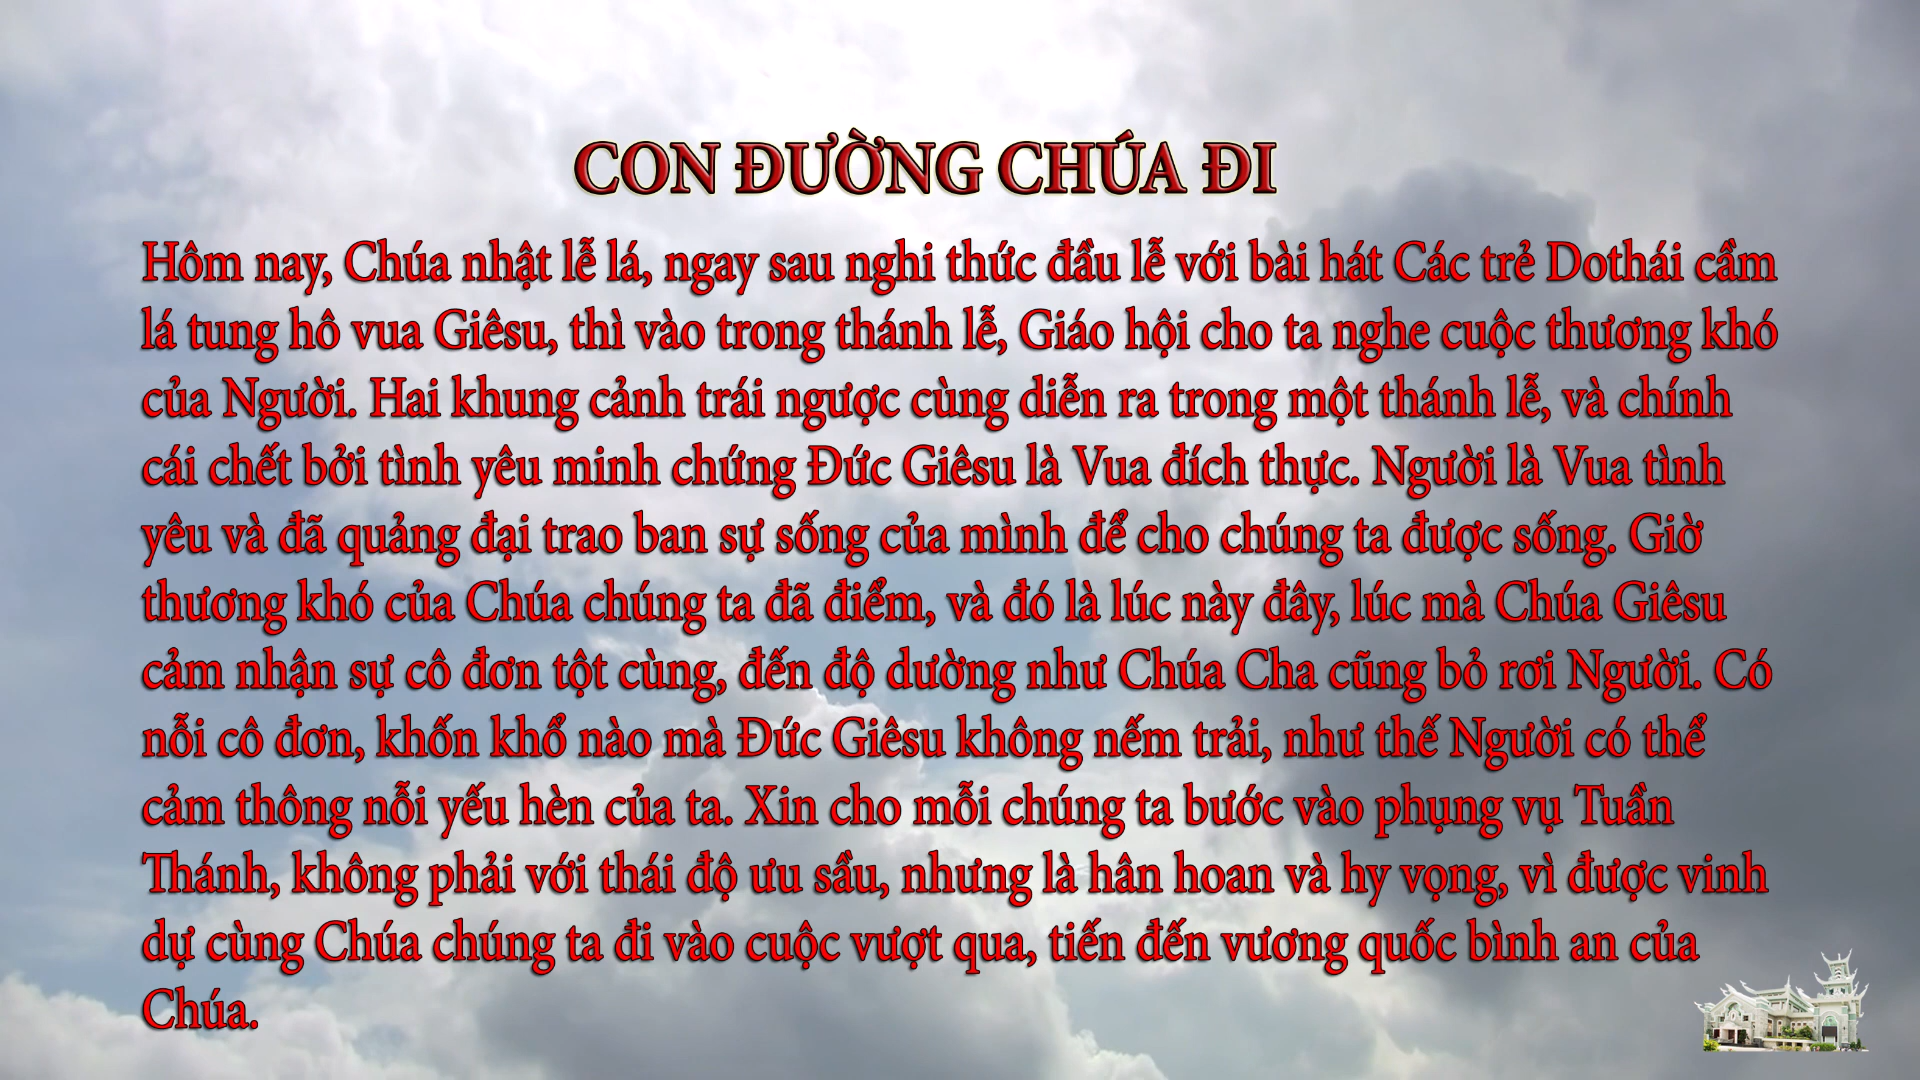 CON ĐƯỜNG CHÚA ĐI
Hôm nay, Chúa nhật lễ lá, ngay sau nghi thức đầu lễ với bài hát Các trẻ Dothái cầm
lá tung hô vua Giêsu, thì vào trong thánh lễ, Giáo hội cho ta nghe cuộc thương khó
của Người. Hai khung cảnh trái ngược cùng diễn ra trong một thánh lễ, và chính
cái chết bởi tình yêu minh chứng Đức Giêsu là Vua đích thực. Người là Vua tình
yêu và đã quảng đại trao ban sự sống của mình để cho chúng ta được sống. Giờ
thương khó của Chúa chúng ta đã điểm, và đó là lúc này đây, lúc mà Chúa Giêsu
cảm nhận sự cô đơn tột cùng, đến độ dường như Chúa Cha cũng bỏ rơi Người. Có
nỗi cô đơn, khốn khổ nào mà Đức Giêsu không nếm trải, như thế Người có thể
cảm thông nỗi yếu hèn của ta. Xin cho mỗi chúng ta bước vào phụng vụ Tuần
Thánh, không phải với thái độ ưu sầu, nhưng là hân hoan và hy vọng, vì được vinh
dự cùng Chúa chúng ta đi vào cuộc vượt qua, tiến đến vương quốc bình an của
Chúa.